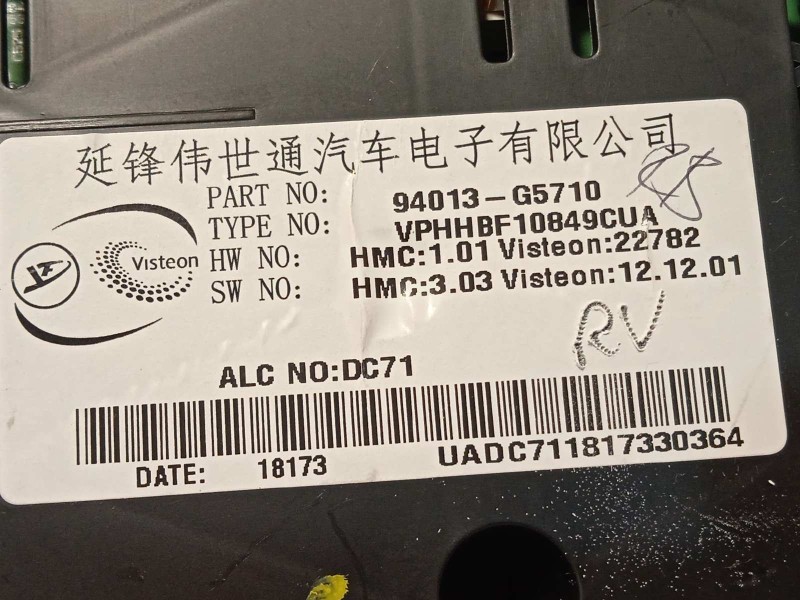 延锋伟世通汽车电子有限公司
PART NO: 94013-G5710
TYPE NO: VPHHBF10849CUA
HW NO: HMC:1.01 Visteon:22782
SW NO: HMC:3.03 Visteon:12.12.01
Visteon
RV
ALC NO:DC71
UADC711817330364
DATE: 18173